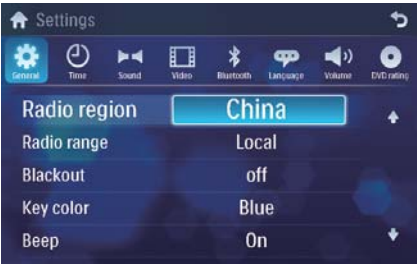 Settings
General Time Sound Video Bluetooth Language Volume DVD rating
Radio region China
Radio range Local
Blackout off
Key color Blue
Beep On